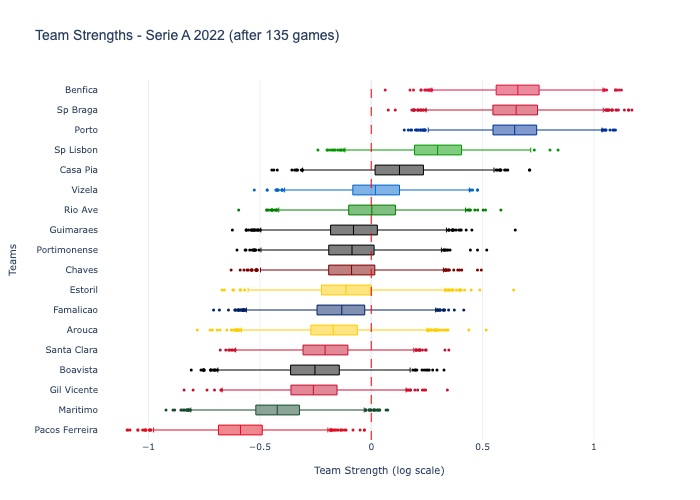 Team Strengths - Serie A 2022 (after 135 games)
Benfica
Sp Braga
Porto
Sp Lisbon
Casa Pia
Vizela
Rio Ave
Guimaraes
Portimonense
Chaves
Estoril
Famalicao
Arouca
Santa Clara
Boavista
Gil Vicente
Maritimo
Pacos Ferreira
Teams
−1
−0.5
0
0.5
1
Team Strength (log scale)